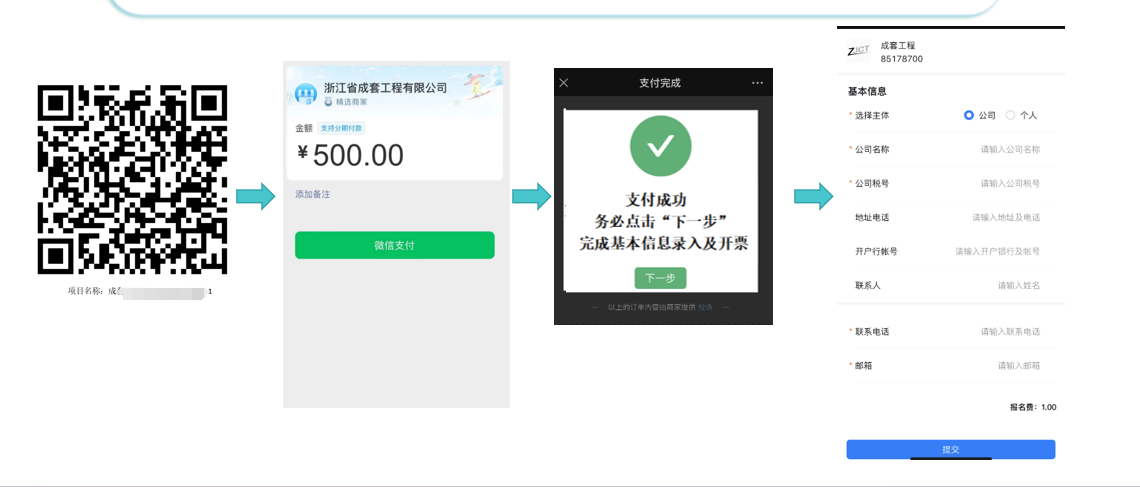 项目名称：成
1
浙江省成套工程有限公司
精选商家
金额 支持分期付款
¥500.00
添加备注
微信支付
支付完成
支付成功
务必点击“下一步”
完成基本信息录入及开票
下一步
以上的订单内容由商家提供 投诉
ZJCT
成套工程
85178700
基本信息
* 选择主体 公司 个人
* 公司名称 请输入公司名称
* 公司税号 请输入公司税号
地址电话 请输入地址及电话
开户行帐号 请输入开户银行及帐号
联系人 请输入姓名
* 联系电话 请输入联系电话
* 邮箱 请输入邮箱
报名费：1.00
提交